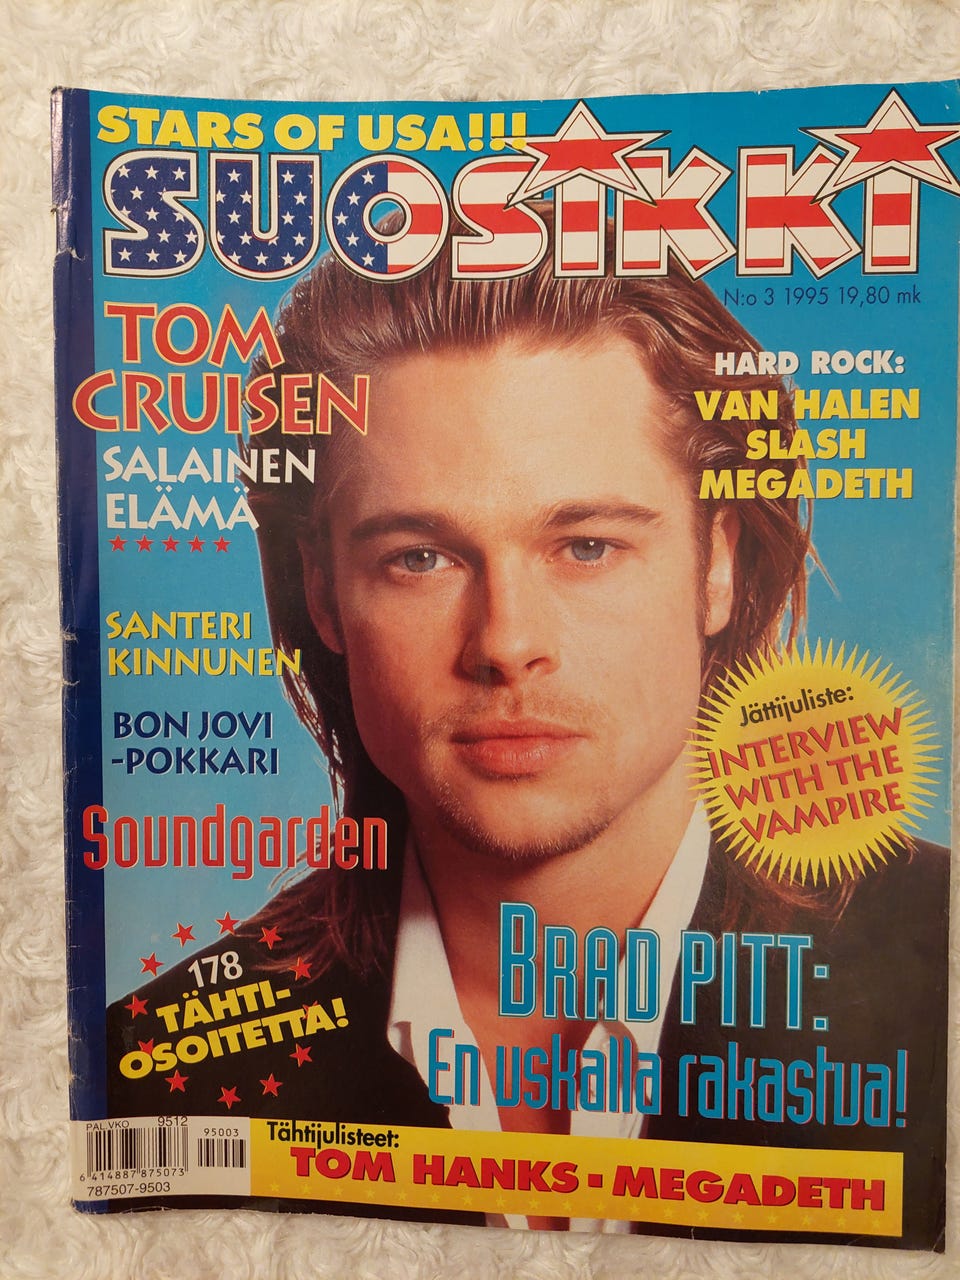 STARS OF USA!!!
SUOSIKKI
N:o 3 1995 19,80 mk
TOM
CRUISEN
SALAINEN
ELÄMÄ
HARD ROCK:
VAN HALEN
SLASH
MEGADETH
SANTERI
KINNUNEN
BON JOVI
-POKKARI
Soundgarden
Jättijuliste:
INTERVIEW
WITH THE
VAMPIRE
178
TÄHTI-
OSOITETTA!
BRAD PITT:
En uskalla rakastua!
PAL.VKO 9512
95003
6 414887 875073
787507-9503
Tähtijulisteet:
TOM HANKS ▪ MEGADETH